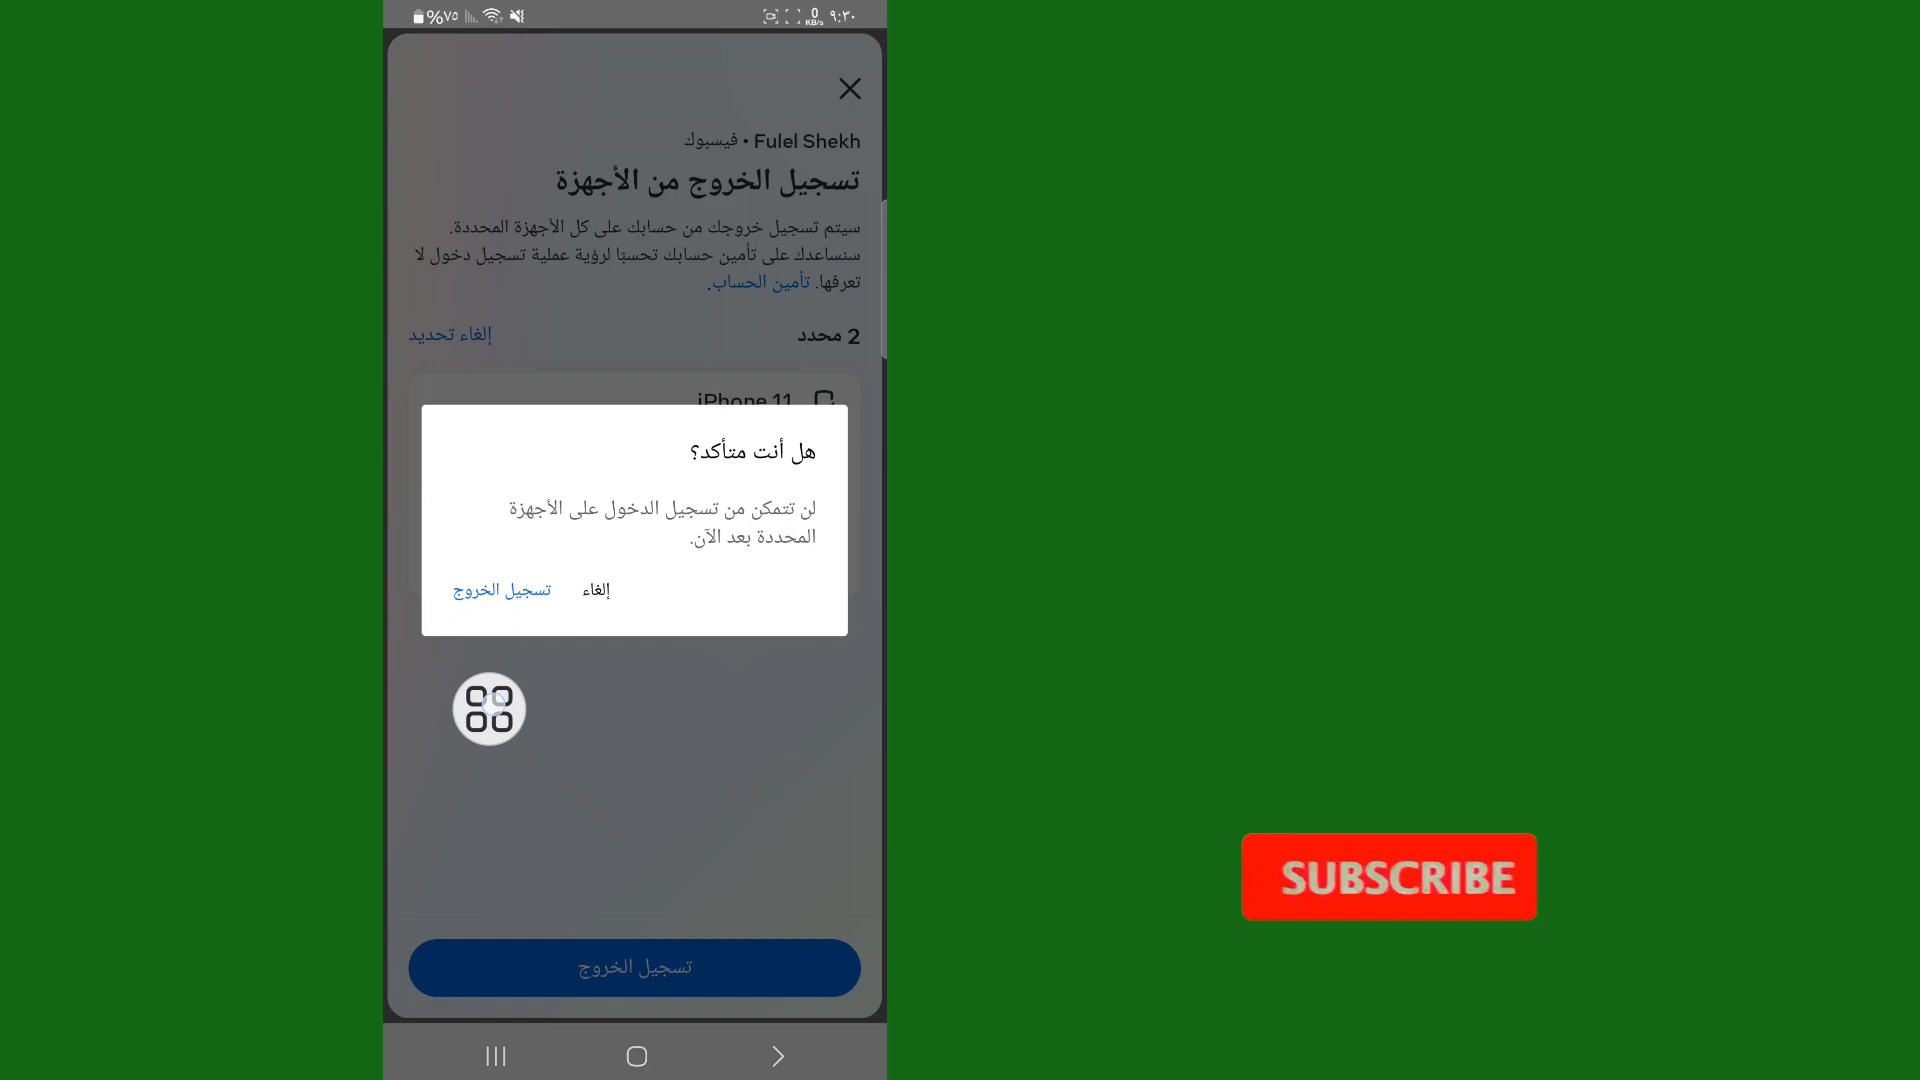 %٧٥
0
KB/s
٩:٣٠
Fulel Shekh • فيسبوك
تسجيل الخروج من الأجهزة
سيتم تسجيل خروجك من حسابك على كل الأجهزة المحددة.
سنساعدك على تأمين حسابك تحسبًا لرؤية عملية تسجيل دخول لا
تعرفها. تأمين الحساب.
2 محدد
إلغاء تحديد
iPhone 11
هل أنت متأكد؟
لن تتمكن من تسجيل الدخول على الأجهزة
المحددة بعد الآن.
إلغاء
تسجيل الخروج
تسجيل الخروج
SUBSCRIBE